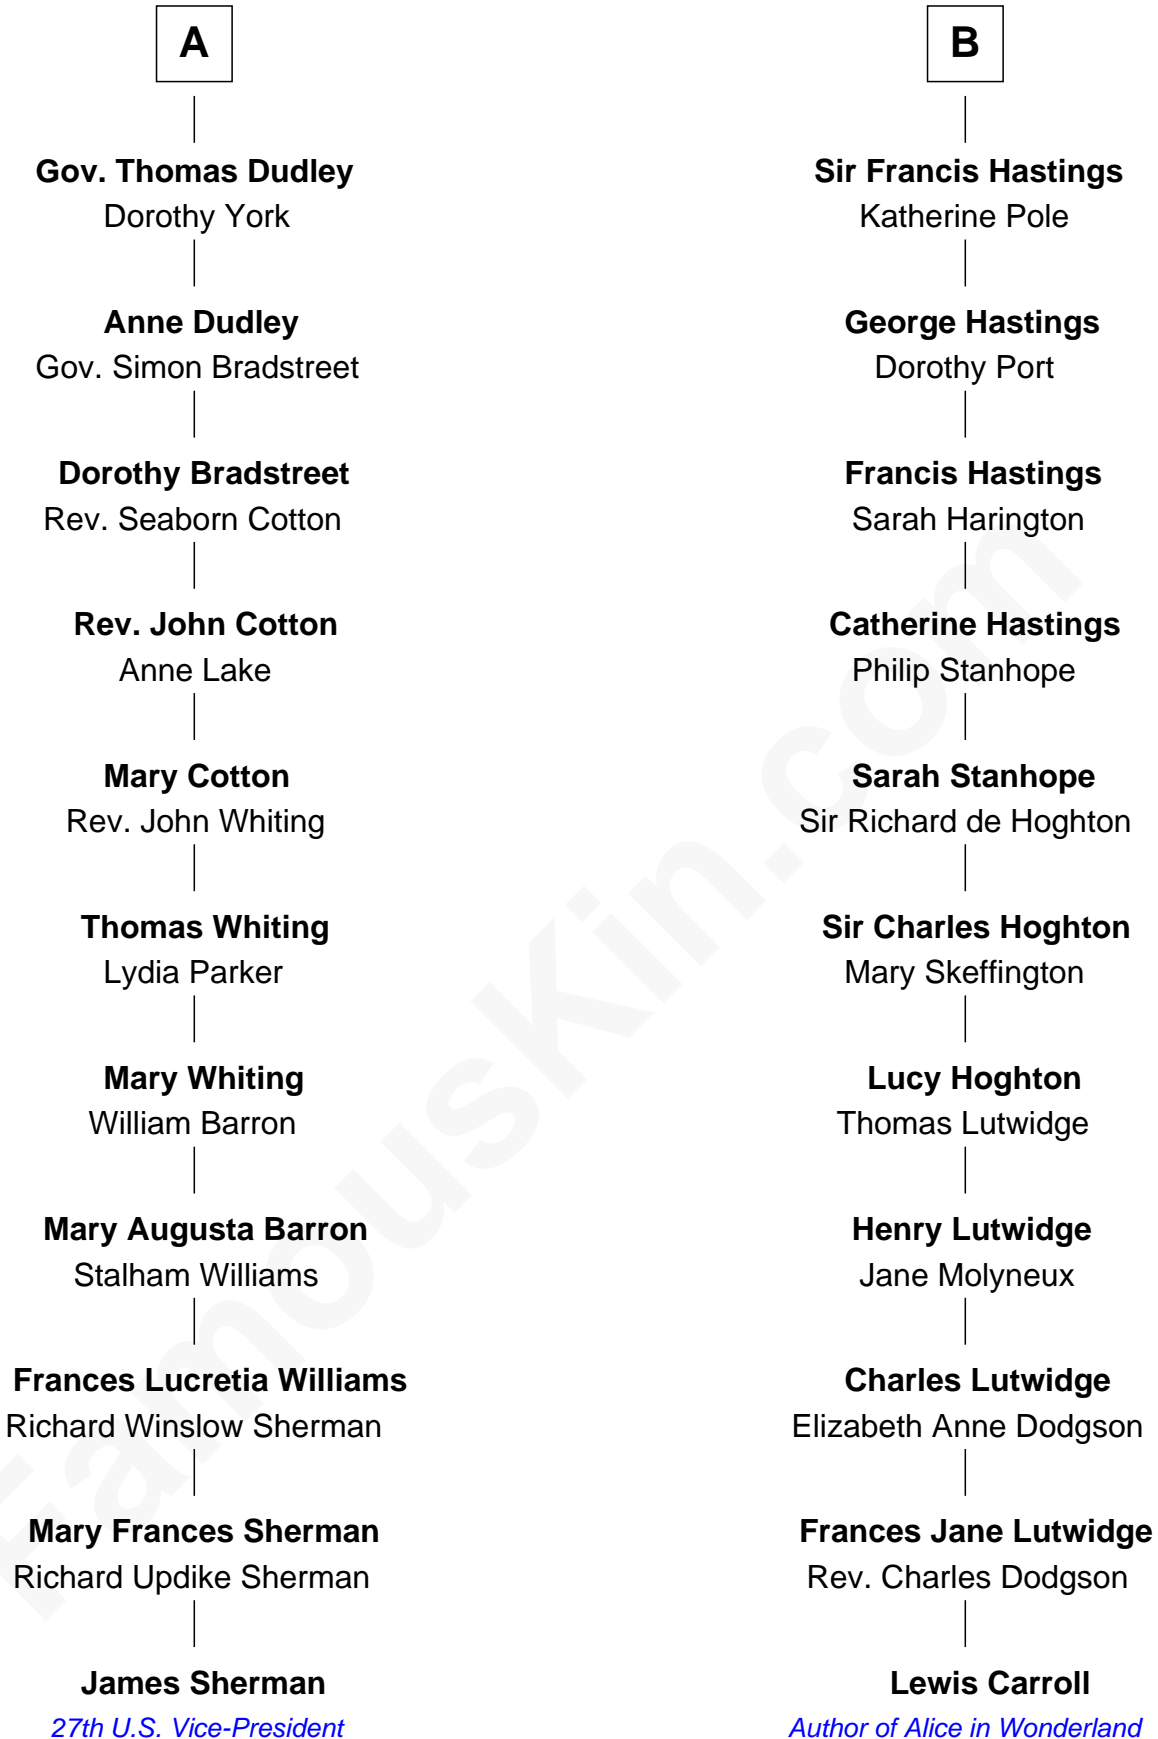 A
Gov. Thomas Dudley
Dorothy York
Anne Dudley
Gov. Simon Bradstreet
Dorothy Bradstreet
Rev. Seaborn Cotton
Rev. John Cotton
Anne Lake
Mary Cotton
Rev. John Whiting
Thomas Whiting
Lydia Parker
Mary Whiting
William Barron
Mary Augusta Barron
Stalham Williams
Frances Lucretia Williams
Richard Winslow Sherman
Mary Frances Sherman
Richard Updike Sherman
James Sherman
27th U.S. Vice-President
B
Sir Francis Hastings
Katherine Pole
George Hastings
Dorothy Port
Francis Hastings
Sarah Harington
Catherine Hastings
Philip Stanhope
Sarah Stanhope
Sir Richard de Hoghton
Sir Charles Hoghton
Mary Skeffington
Lucy Hoghton
Thomas Lutwidge
Henry Lutwidge
Jane Molyneux
Charles Lutwidge
Elizabeth Anne Dodgson
Frances Jane Lutwidge
Rev. Charles Dodgson
Lewis Carroll
Author of Alice in Wonderland
FamousKin.com